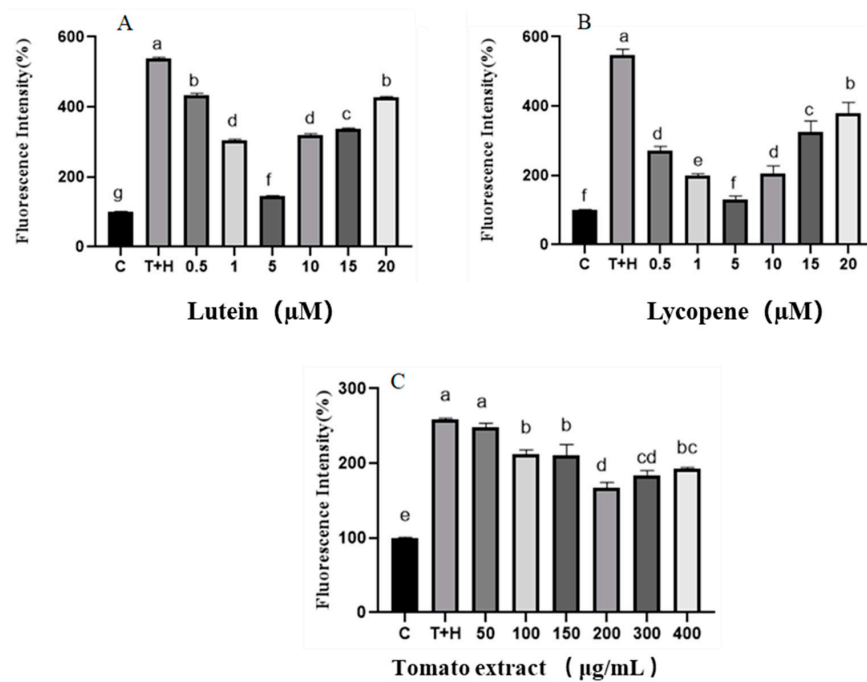 A
Fluorescence Intensity(%)
600
400
200
0
g
a
b
d
f
d
c
b
C T+H 0.5 1 5 10 15 20
Lutein（μM）
B
Fluorescence Intensity(%)
600
400
200
0
f
a
d
e
f
d
c
b
C T+H 0.5 1 5 10 15 20
Lycopene（μM）
C
Fluorescence Intensity(%)
300
200
100
0
e
a
a
b
b
d
cd
bc
C T+H 50 100 150 200 300 400
Tomato extract （ μg/mL ）